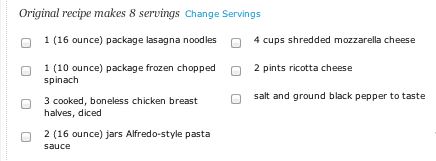 Original recipe makes 8 servings Change Servings
1 (16 ounce) package lasagna noodles
1 (10 ounce) package frozen chopped
spinach
3 cooked, boneless chicken breast
halves, diced
2 (16 ounce) jars Alfredo-style pasta
sauce
4 cups shredded mozzarella cheese
2 pints ricotta cheese
salt and ground black pepper to taste